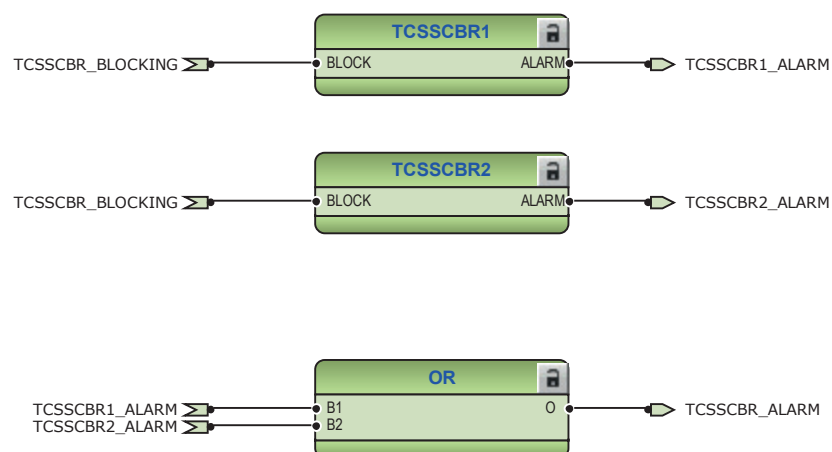 TCSSCBR1
TCSSCBR_BLOCKING BLOCK ALARM TCSSCBR1_ALARM
TCSSCBR2
TCSSCBR_BLOCKING BLOCK ALARM TCSSCBR2_ALARM
OR
TCSSCBR1_ALARM B1 O TCSSCBR_ALARM
TCSSCBR2_ALARM B2